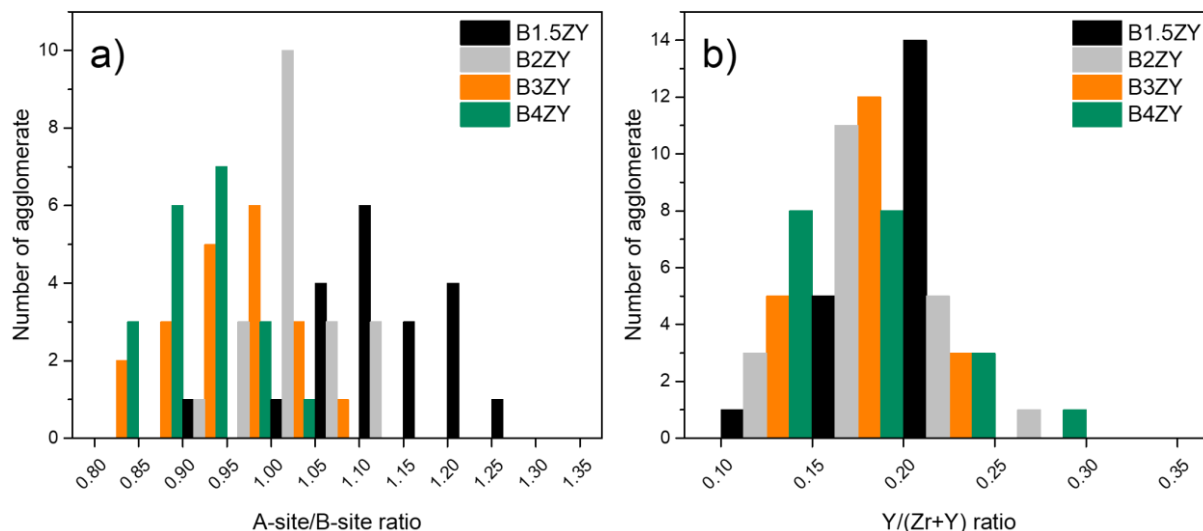 a)
B1.5ZY
B2ZY
B3ZY
B4ZY
Number of agglomerate
10
8
6
4
2
0
0.80 0.85 0.90 0.95 1.00 1.05 1.10 1.15 1.20 1.25 1.30 1.35
A-site/B-site ratio
b)
B1.5ZY
B2ZY
B3ZY
B4ZY
Number of agglomerate
14
12
10
8
6
4
2
0
0.10 0.15 0.20 0.25 0.30 0.35
Y/(Zr+Y) ratio